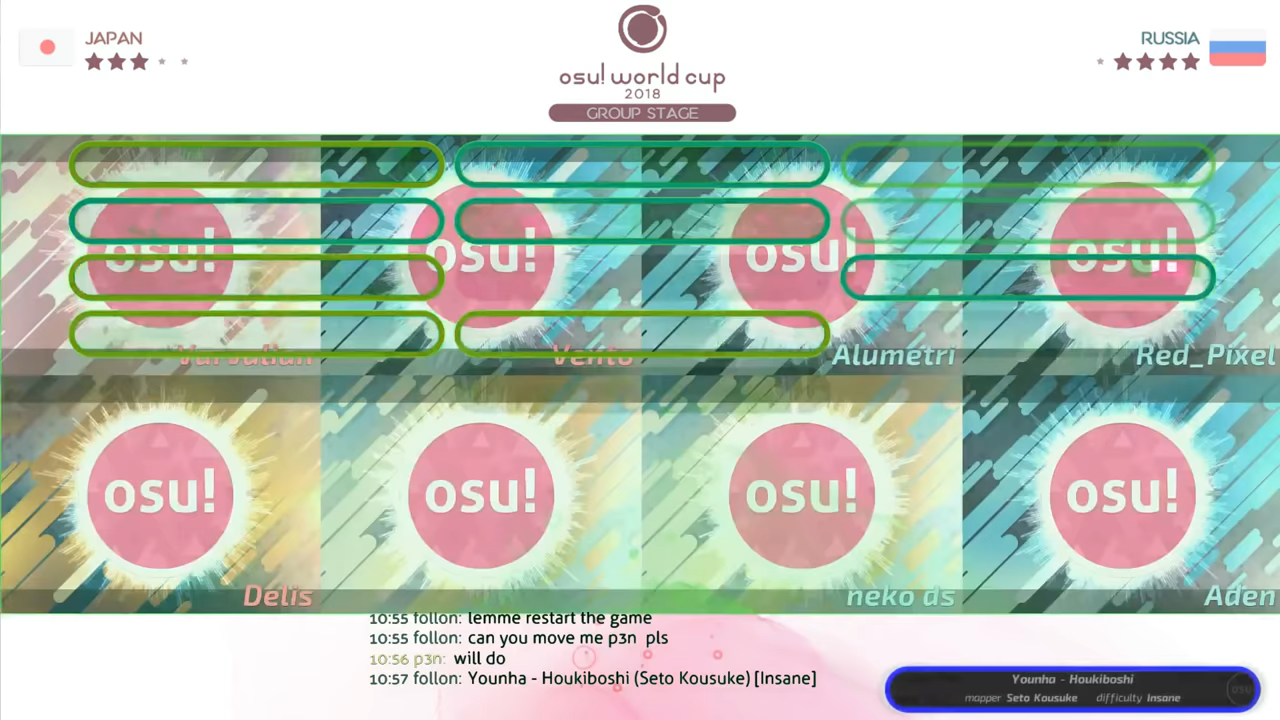 JAPAN
RUSSIA
osu! world cup
2018
GROUP STAGE
osu!
osu!
osu!
osu!
Vento
Alumetri
Red_Pixel
osu!
osu!
osu!
osu!
Delis
neko ds
Aden
10:55 follon: lemme restart the game
10:55 follon: can you move me p3n pls
10:56 p3n: will do
10:57 follon: Younha - Houkiboshi (Seto Kousuke) [Insane]
Younha - Houkiboshi
mapper Seto Kousuke difficulty Insane